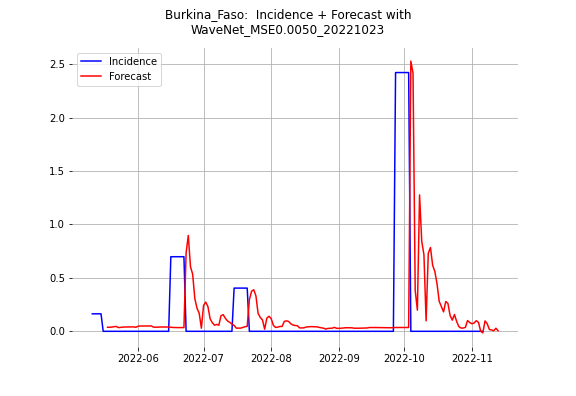 Burkina_Faso:  Incidence + Forecast with
WaveNet_MSE0.0050_20221023
Incidence
Forecast
2.5
2.0
1.5
1.0
0.5
0.0
2022-06 2022-07 2022-08 2022-09 2022-10 2022-11